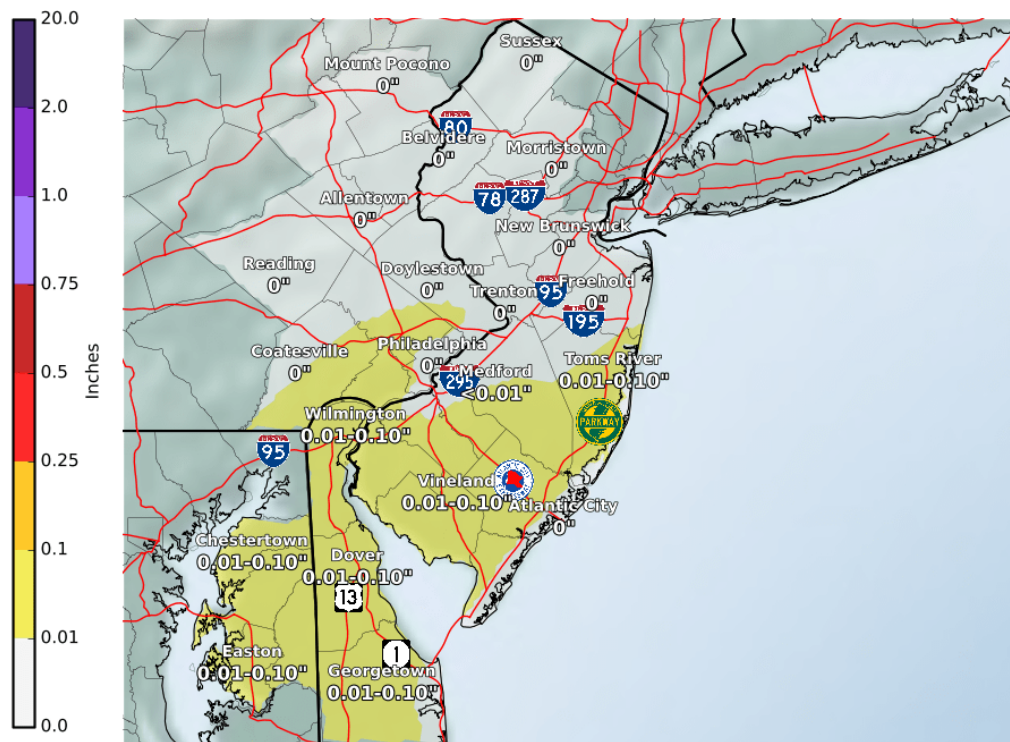 20.0
2.0
1.0
0.75
0.5
0.25
0.1
0.01
0.0
Inches
Sussex
0"
Mount Pocono
0"
80
Belvidere
0"
Morristown
0"
Allentown
0"
78
287
New Brunswick
0"
Reading
0"
Doylestown
0"
Trenton
0"
95
Freehold
0"
195
Coatesville
0"
Philadelphia
0"
295
Medford
<0.01"
Toms River
0.01-0.10"
PARKWAY
Wilmington
0.01-0.10"
95
Vineland
0.01-0.10"
Atlantic City
0"
Chestertown
0.01-0.10"
Dover
0.01-0.10"
13
Easton
0.01-0.10"
1
Georgetown
0.01-0.10"